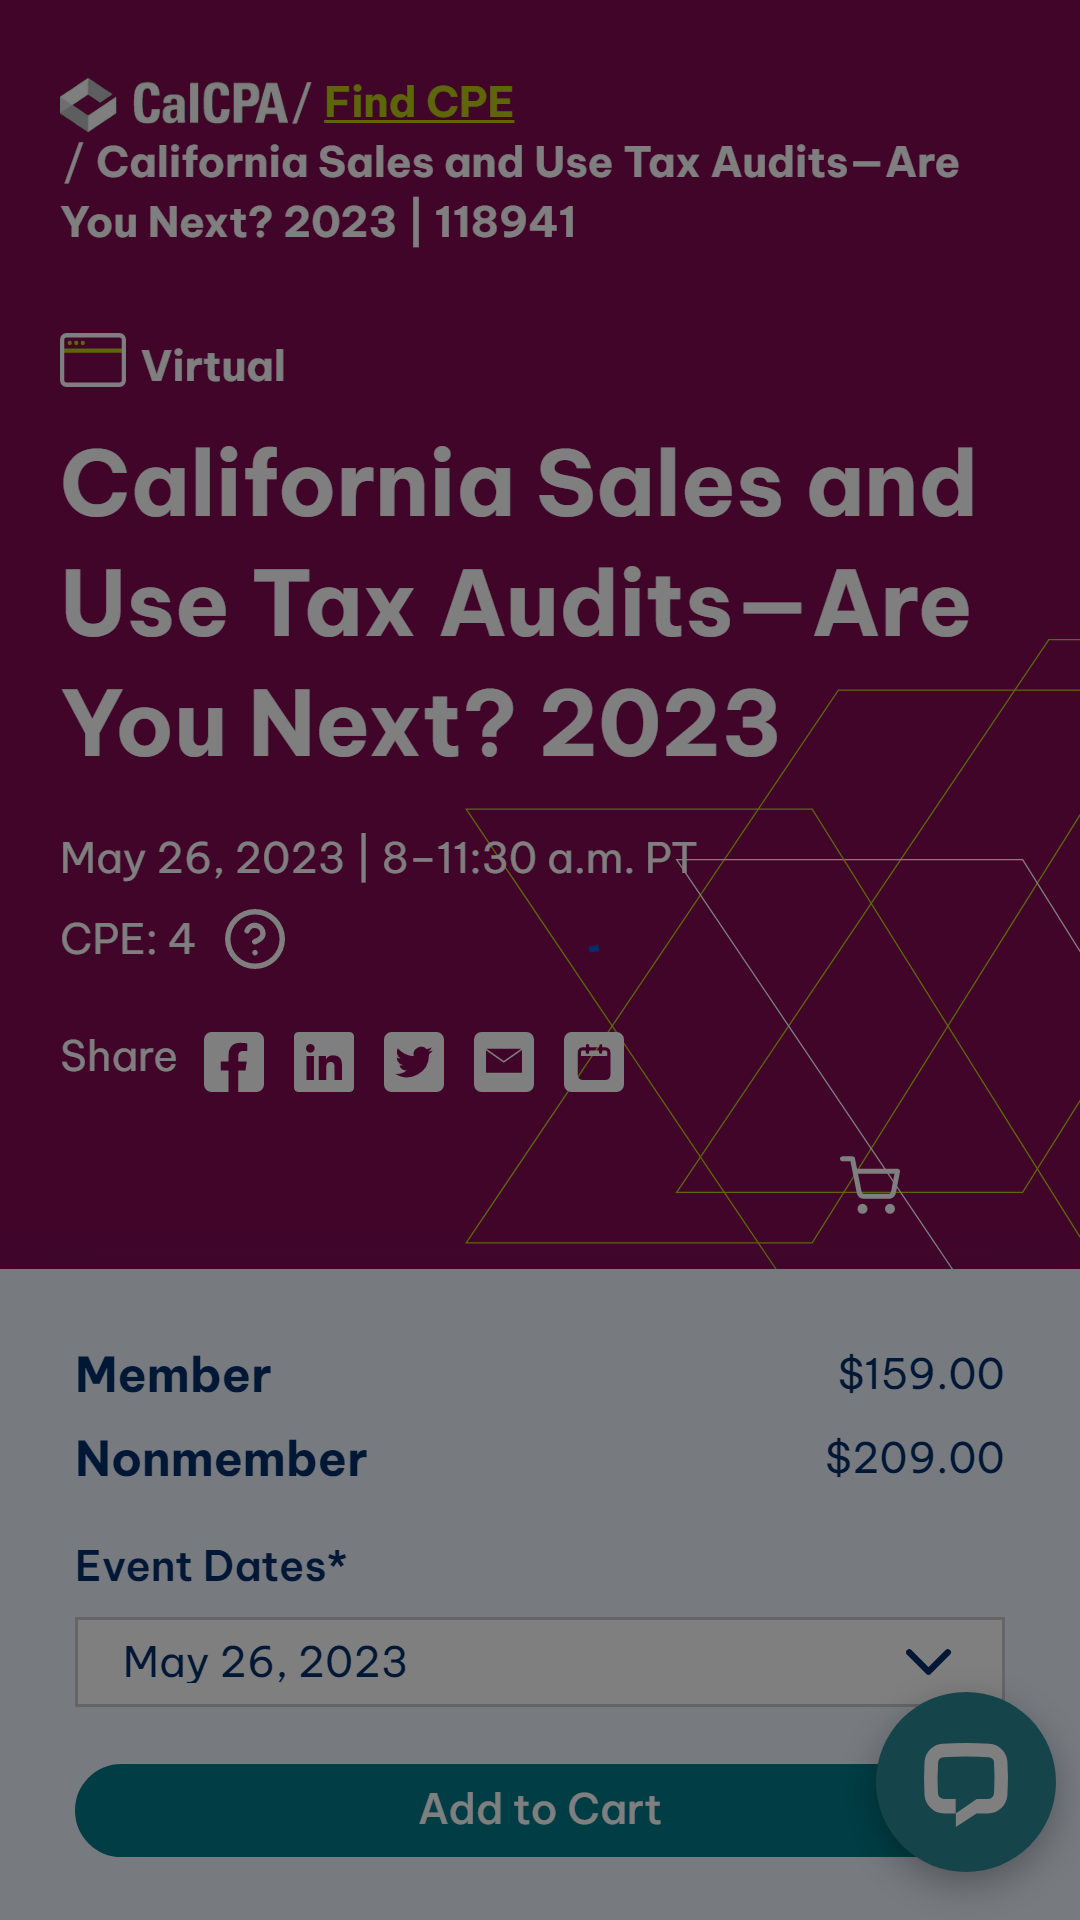 CalCPA / Find CPE
/ California Sales and Use Tax Audits—Are
You Next? 2023 | 118941
Virtual
California Sales and
Use Tax Audits—Are
You Next? 2023
May 26, 2023 | 8–11:30 a.m. PT
CPE: 4 ?
Share
Member $159.00
Nonmember $209.00
Event Dates*
May 26, 2023
Add to Cart